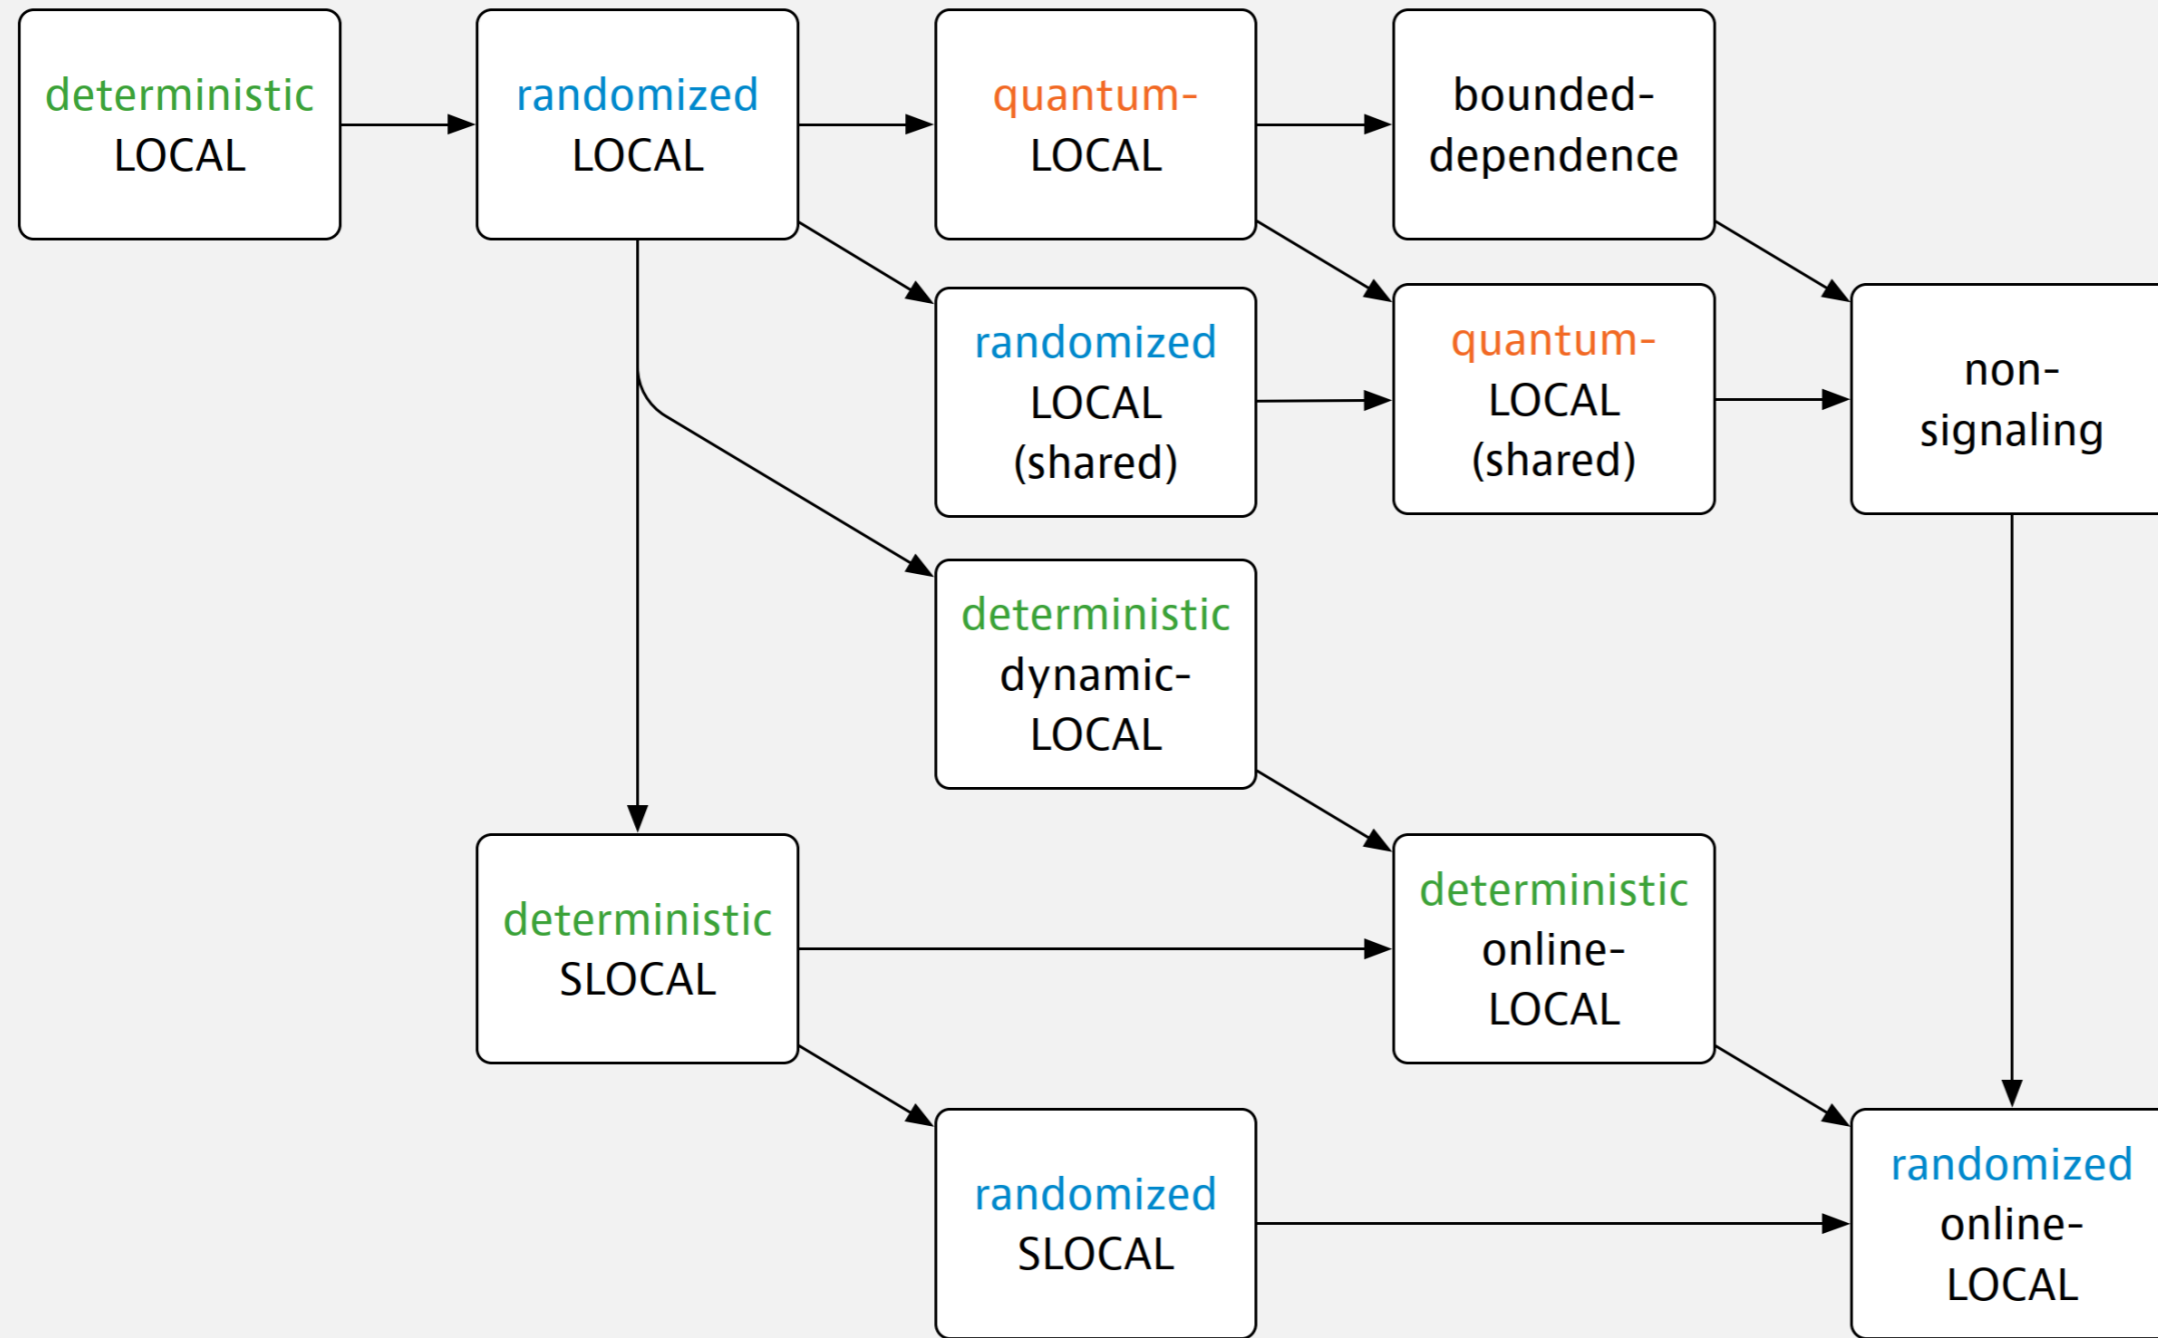 deterministic
LOCAL
randomized
LOCAL
quantum-
LOCAL
bounded-
dependence
randomized
LOCAL
(shared)
quantum-
LOCAL
(shared)
non-
signaling
deterministic
dynamic-
LOCAL
deterministic
SLOCAL
deterministic
online-
LOCAL
randomized
SLOCAL
randomized
online-
LOCAL